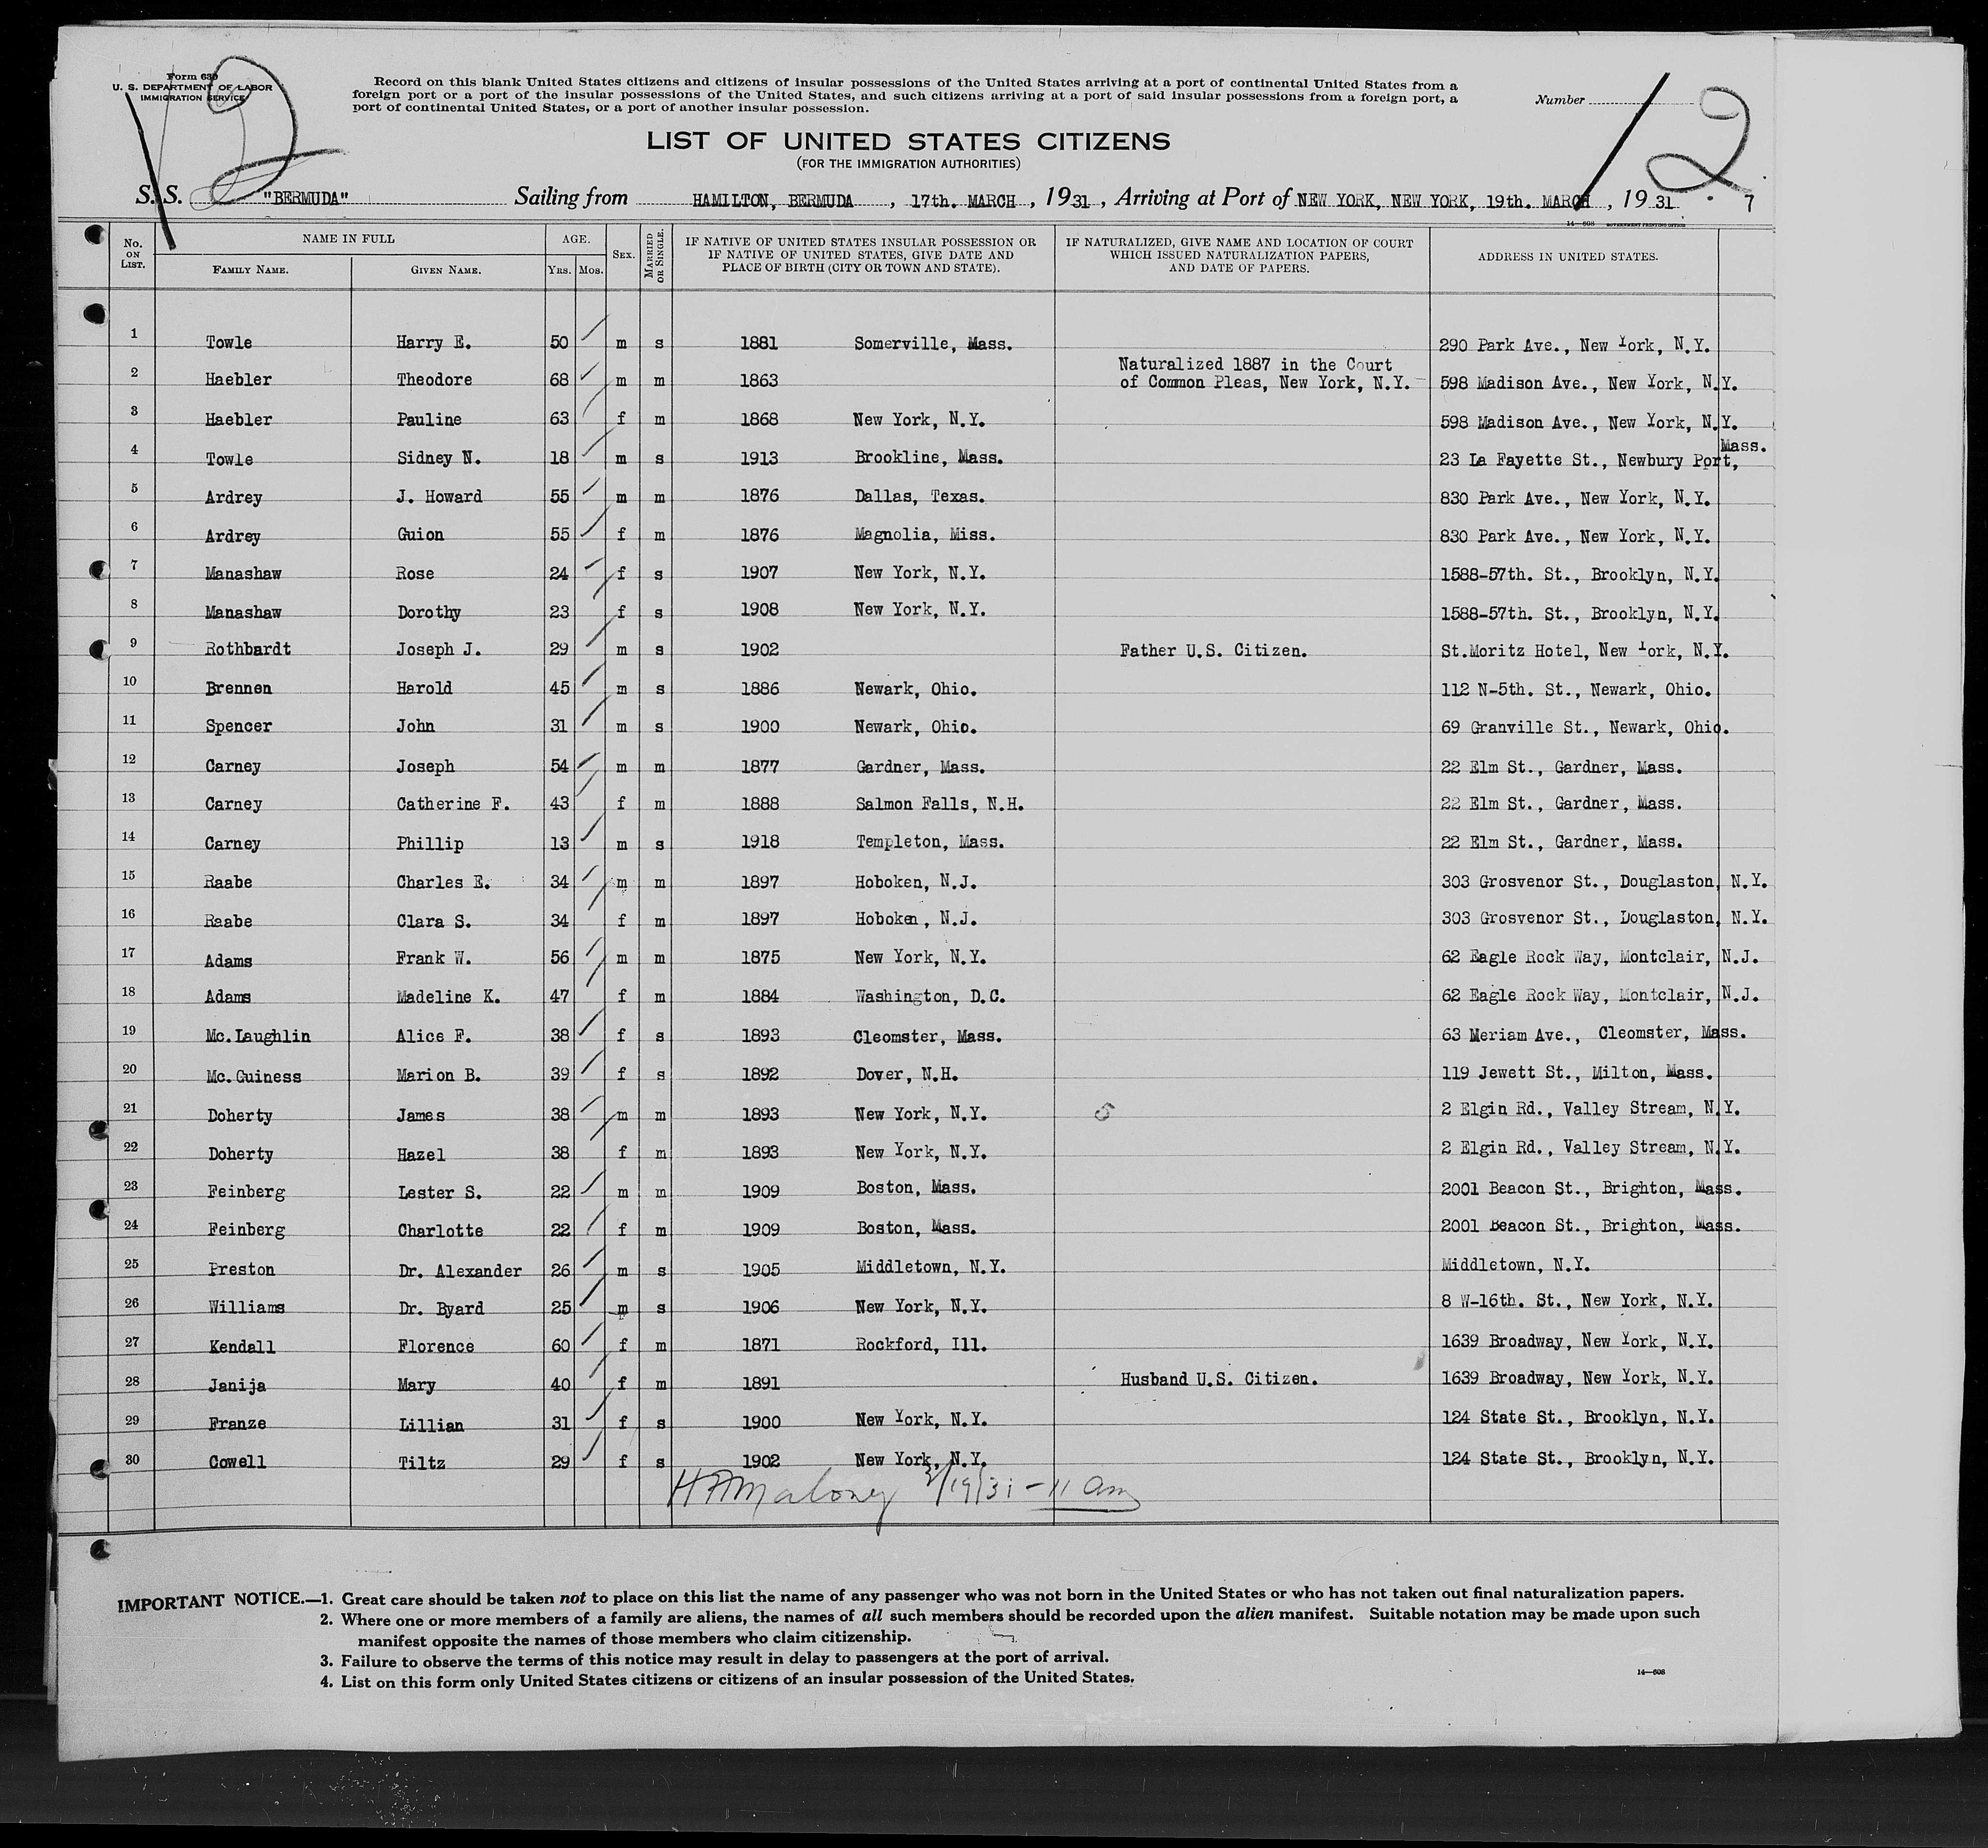 Form 630
U. S. DEPARTMENT OF LABOR
IMMIGRATION SERVICE
Record on this blank United States citizens and citizens of insular possessions of the United States arriving at a port of continental United States from a
foreign port or a port of the insular possessions of the United States, and such citizens arriving at a port of said insular possessions from a foreign port, a
port of continental United States, or a port of another insular possession.
Number
12
12
LIST OF UNITED STATES CITIZENS
(FOR THE IMMIGRATION AUTHORITIES)
S. S. "BERMUDA" Sailing from HAMILTON, BERMUDA , 17th. MARCH , 1931 , Arriving at Port of NEW YORK, NEW YORK, 19th. MARCH , 19 31 . 7
14—608 GOVERNMENT PRINTING OFFICE
No. ON LIST. NAME IN FULL AGE. SEX. MARRIED OR SINGLE. IF NATIVE OF UNITED STATES INSULAR POSSESSION OR IF NATIVE OF UNITED STATES, GIVE DATE AND PLACE OF BIRTH (CITY OR TOWN AND STATE). IF NATURALIZED, GIVE NAME AND LOCATION OF COURT WHICH ISSUED NATURALIZATION PAPERS, AND DATE OF PAPERS. ADDRESS IN UNITED STATES.
FAMILY NAME. GIVEN NAME. YRS. MOS.
1 Towle Harry E. 50 m s 1881 Somerville, Mass. 290 Park Ave., New York, N.Y.
2 Haebler Theodore 68 m m 1863 Naturalized 1887 in the Court of Common Pleas, New York, N.Y. 598 Madison Ave., New York, N.Y.
3 Haebler Pauline 63 f m 1868 New York, N.Y. 598 Madison Ave., New York, N.Y.
4 Towle Sidney N. 18 m s 1913 Brookline, Mass. 23 La Fayette St., Newbury Port, Mass.
5 Ardrey J. Howard 55 m m 1876 Dallas, Texas. 830 Park Ave., New York, N.Y.
6 Ardrey Guion 55 f m 1876 Magnolia, Miss. 830 Park Ave., New York, N.Y.
7 Manashaw Rose 24 f s 1907 New York, N.Y. 1588-57th. St., Brooklyn, N.Y.
8 Manashaw Dorothy 23 f s 1908 New York, N.Y. 1588-57th. St., Brooklyn, N.Y.
9 Rothbardt Joseph J. 29 m s 1902 Father U.S. Citizen. St.Moritz Hotel, New York, N.Y.
10 Brennen Harold 45 m s 1886 Newark, Ohio. 112 N-5th. St., Newark, Ohio.
11 Spencer John 31 m s 1900 Newark, Ohio. 69 Granville St., Newark, Ohio.
12 Carney Joseph 54 m m 1877 Gardner, Mass. 22 Elm St., Gardner, Mass.
13 Carney Catherine F. 43 f m 1888 Salmon Falls, N.H. 22 Elm St., Gardner, Mass.
14 Carney Phillip 13 m s 1918 Templeton, Mass. 22 Elm St., Gardner, Mass.
15 Raabe Charles E. 34 m m 1897 Hoboken, N.J. 303 Grosvenor St., Douglaston, N.Y.
16 Raabe Clara S. 34 f m 1897 Hoboken, N.J. 303 Grosvenor St., Douglaston, N.Y.
17 Adams Frank W. 56 m m 1875 New York, N.Y. 62 Eagle Rock Way, Montclair, N.J.
18 Adams Madeline K. 47 f m 1884 Washington, D.C. 62 Eagle Rock Way, Montclair, N.J.
19 Mc.Laughlin Alice F. 38 f s 1893 Cleomster, Mass. 63 Meriam Ave., Cleomster, Mass.
20 Mc.Guiness Marion B. 39 f s 1892 Dover, N.H. 119 Jewett St., Milton, Mass.
21 Doherty James 38 m m 1893 New York, N.Y. 5 2 Elgin Rd., Valley Stream, N.Y.
22 Doherty Hazel 38 f m 1893 New York, N.Y. 2 Elgin Rd., Valley Stream, N.Y.
23 Feinberg Lester S. 22 m m 1909 Boston, Mass. 2001 Beacon St., Brighton, Mass.
24 Feinberg Charlotte 22 f m 1909 Boston, Mass. 2001 Beacon St., Brighton, Mass.
25 Preston Dr. Alexander 26 m s 1905 Middletown, N.Y. Middletown, N.Y.
26 Williams Dr. Byard 25 m s 1906 New York, N.Y. 8 W-16th. St., New York, N.Y.
27 Kendall Florence 60 f m 1871 Rockford, Ill. 1639 Broadway, New York, N.Y.
28 Janija Mary 40 f m 1891 Husband U.S. Citizen. 1639 Broadway, New York, N.Y.
29 Franze Lillian 31 f s 1900 New York, N.Y. 124 State St., Brooklyn, N.Y.
30 Cowell Tiltz 29 f s 1902 New York, N.Y. 124 State St., Brooklyn, N.Y.
HAMaloney 3/19/31 - 11 am
IMPORTANT NOTICE.—1. Great care should be taken not to place on this list the name of any passenger who was not born in the United States or who has not taken out final naturalization papers.
2. Where one or more members of a family are aliens, the names of all such members should be recorded upon the alien manifest. Suitable notation may be made upon such
manifest opposite the names of those members who claim citizenship.
3. Failure to observe the terms of this notice may result in delay to passengers at the port of arrival.
4. List on this form only United States citizens or citizens of an insular possession of the United States.
14—608